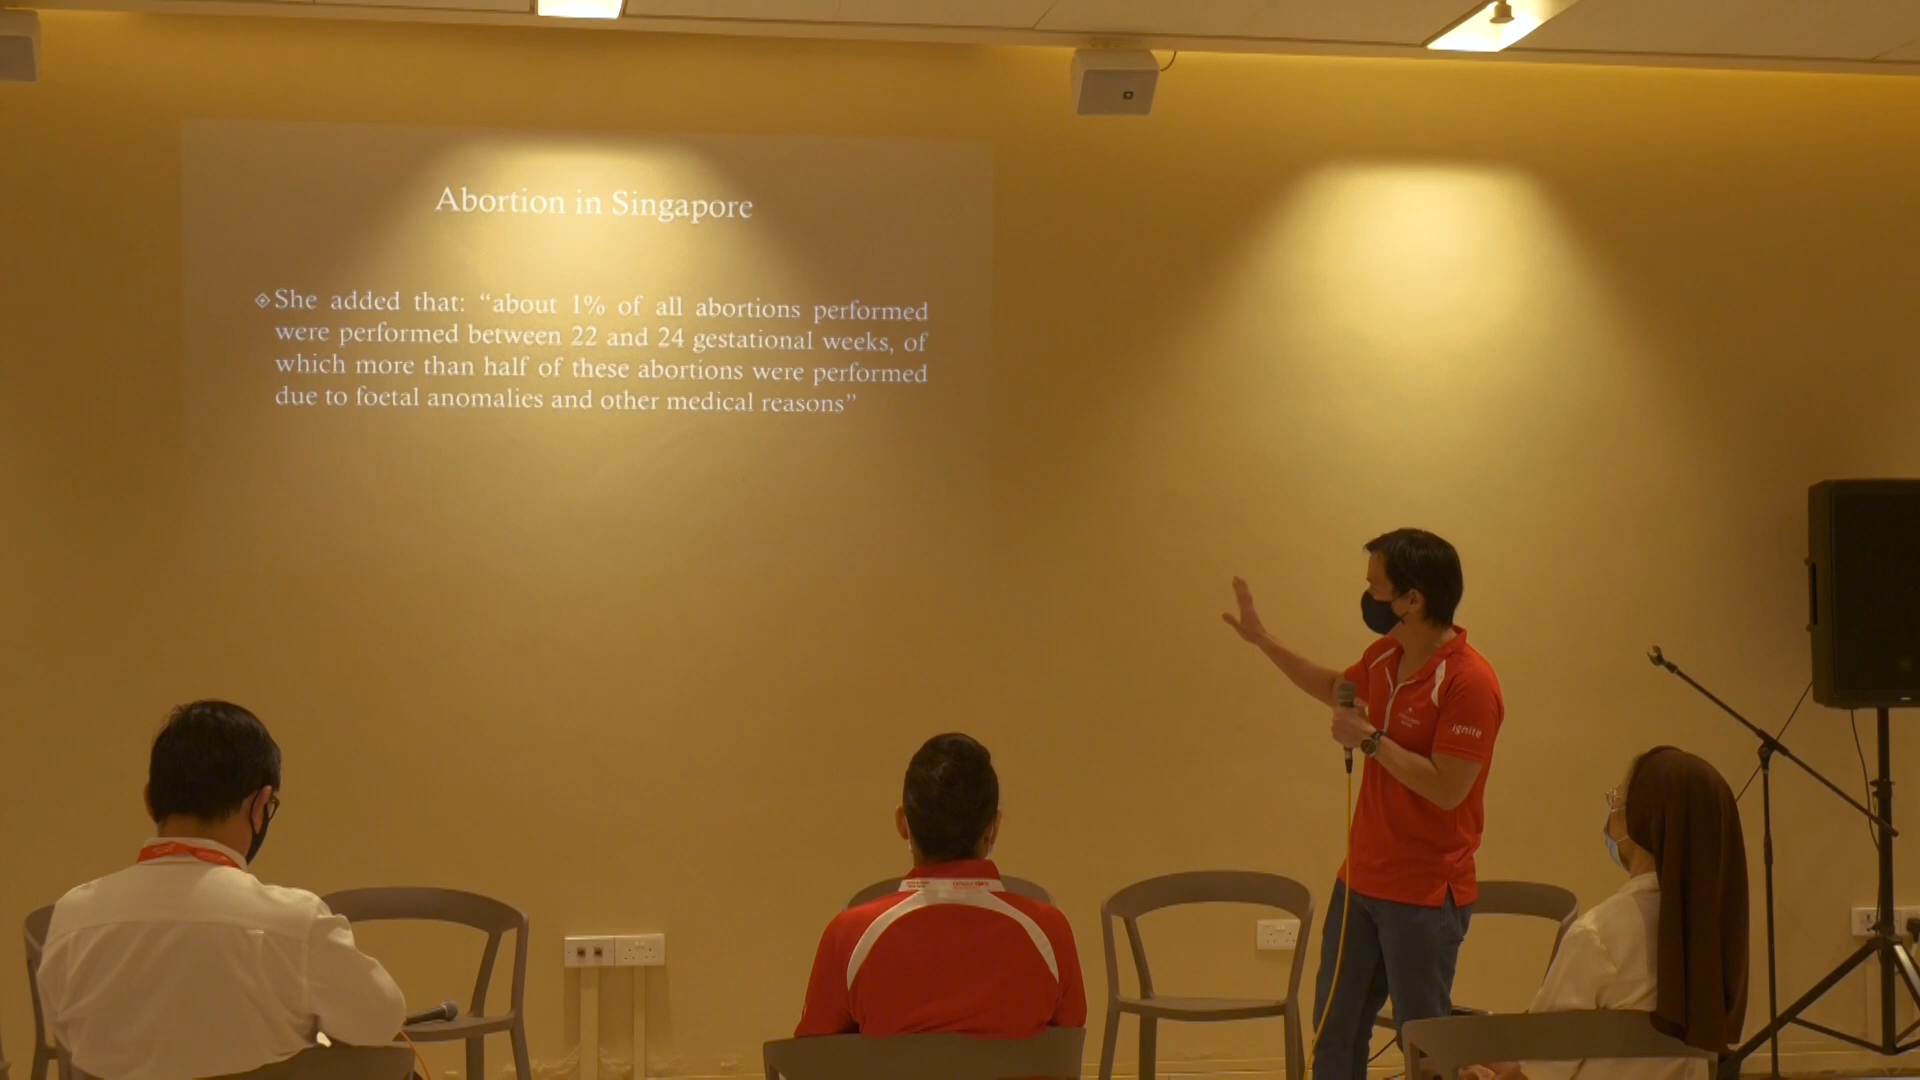 Abortion in Singapore
She added that: “about 1% of all abortions performed
were performed between 22 and 24 gestational weeks, of
which more than half of these abortions were performed
due to foetal anomalies and other medical reasons”
ignite